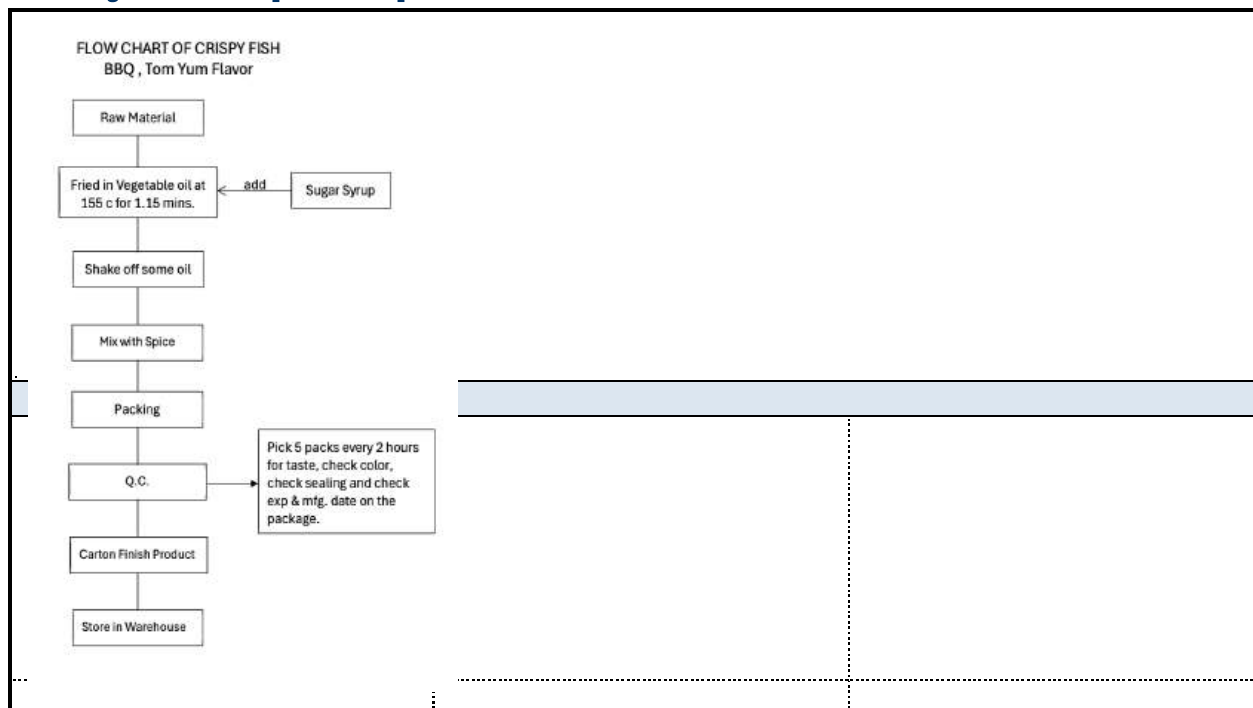 FLOW CHART OF CRISPY FISH
BBQ , Tom Yum Flavor
Raw Material
Fried in Vegetable oil at
155 c for 1.15 mins.
add
Sugar Syrup
Shake off some oil
Mix with Spice
Packing
Q.C.
Pick 5 packs every 2 hours
for taste, check color,
check sealing and check
exp & mfg. date on the
package.
Carton Finish Product
Store in Warehouse